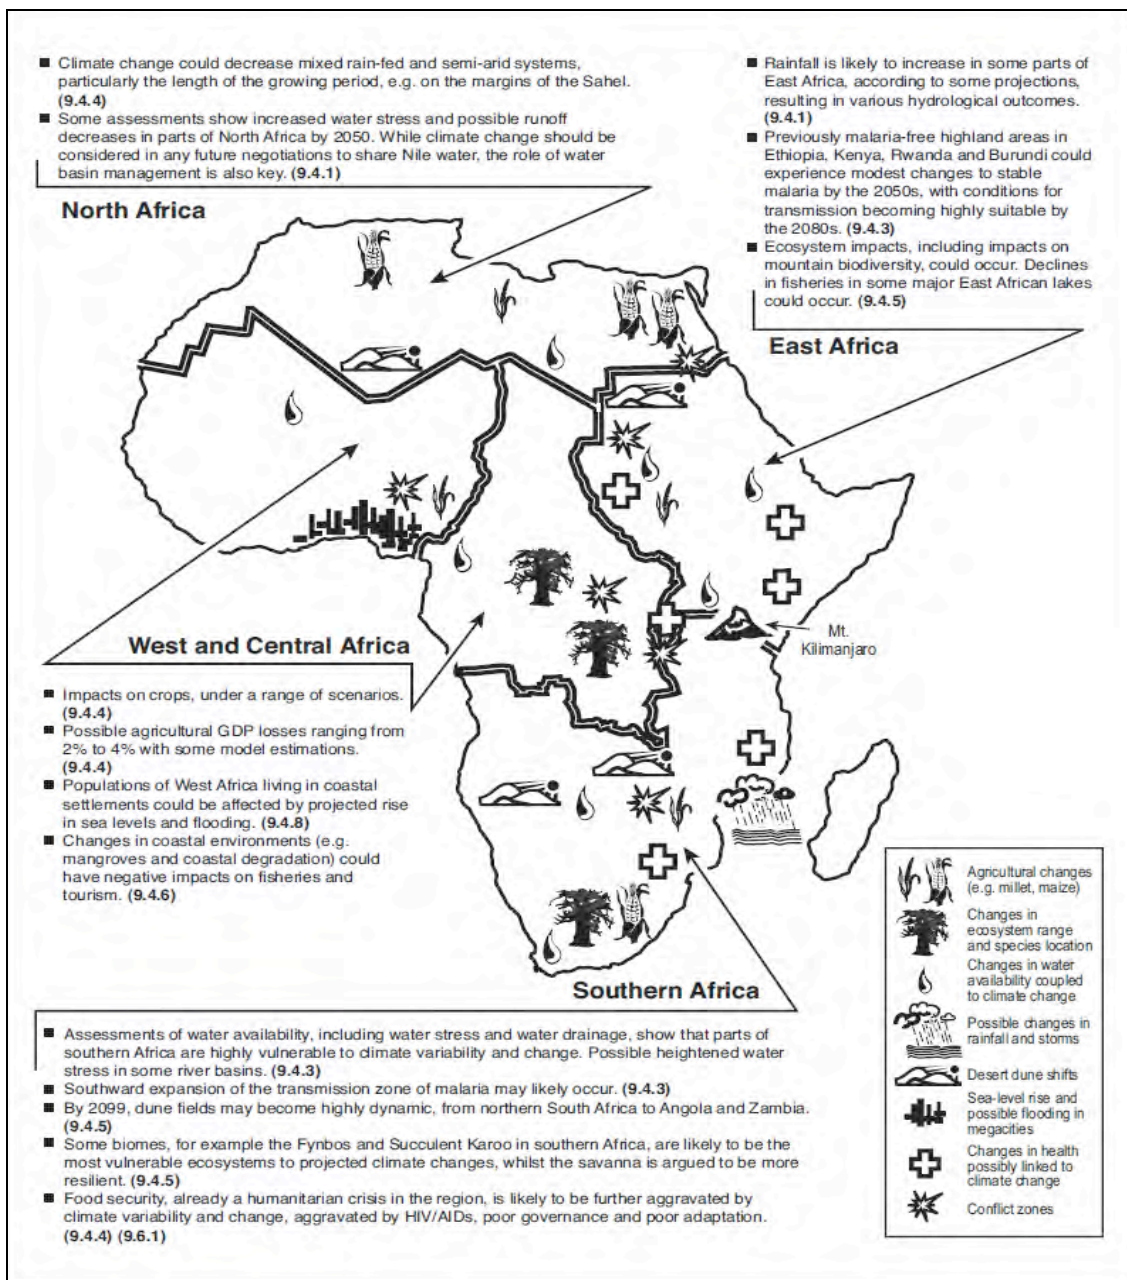 ■ Climate change could decrease mixed rain-fed and semi-arid systems,
particularly the length of the growing period, e.g. on the margins of the Sahel.
(9.4.4)
■ Some assessments show increased water stress and possible runoff
decreases in parts of North Africa by 2050. While climate change should be
considered in any future negotiations to share Nile water, the role of water
basin management is also key. (9.4.1)
North Africa
■ Rainfall is likely to increase in some parts of
East Africa, according to some projections,
resulting in various hydrological outcomes.
(9.4.1)
■ Previously malaria-free highland areas in
Ethiopia, Kenya, Rwanda and Burundi could
experience modest changes to stable
malaria by the 2050s, with conditions for
transmission becoming highly suitable by
the 2080s. (9.4.3)
■ Ecosystem impacts, including impacts on
mountain biodiversity, could occur. Declines
in fisheries in some major East African lakes
could occur. (9.4.5)
East Africa
Mt.
Kilimanjaro
West and Central Africa
■ Impacts on crops, under a range of scenarios.
(9.4.4)
■ Possible agricultural GDP losses ranging from
2% to 4% with some model estimations.
(9.4.4)
■ Populations of West Africa living in coastal
settlements could be affected by projected rise
in sea levels and flooding. (9.4.8)
■ Changes in coastal environments (e.g.
mangroves and coastal degradation) could
have negative impacts on fisheries and
tourism. (9.4.6)
Agricultural changes
(e.g. millet, maize)
Changes in
ecosystem range
and species location
Changes in water
availability coupled
to climate change
Possible changes in
rainfall and storms
Desert dune shifts
Sea-level rise and
possible flooding in
megacities
Changes in health
possibly linked to
climate change
Conflict zones
Southern Africa
■ Assessments of water availability, including water stress and water drainage, show that parts of
southern Africa are highly vulnerable to climate variability and change. Possible heightened water
stress in some river basins. (9.4.3)
■ Southward expansion of the transmission zone of malaria may likely occur. (9.4.3)
■ By 2099, dune fields may become highly dynamic, from northern South Africa to Angola and Zambia.
(9.4.5)
■ Some biomes, for example the Fynbos and Succulent Karoo in southern Africa, are likely to be the
most vulnerable ecosystems to projected climate changes, whilst the savanna is argued to be more
resilient. (9.4.5)
■ Food security, already a humanitarian crisis in the region, is likely to be further aggravated by
climate variability and change, aggravated by HIV/AIDs, poor governance and poor adaptation.
(9.4.4) (9.6.1)